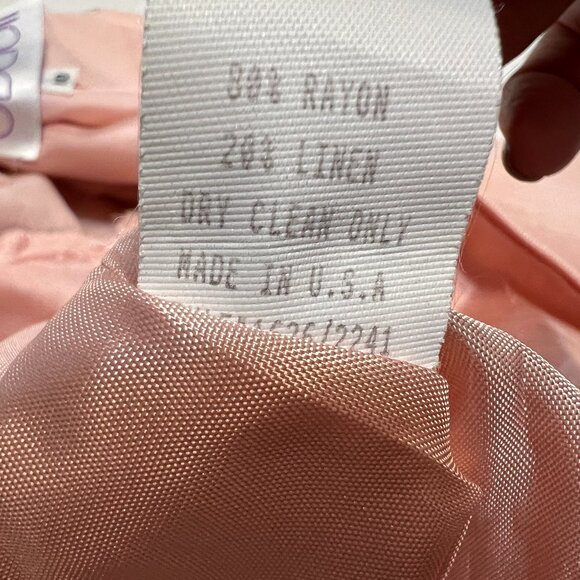 80% RAYON
20% LINEN
DRY CLEAN ONLY
MADE IN U.S.A